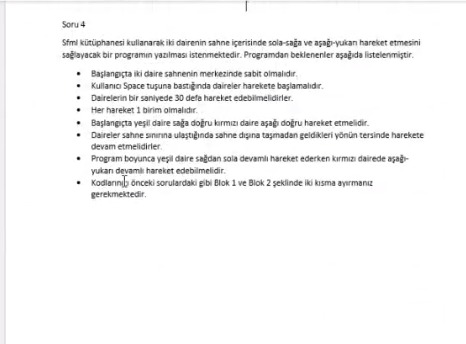 Soru 4
Sfml kütüphanesi kullanarak iki dairenin sahne içerisinde sola-sağa ve aşağı-yukarı hareket etmesini
sağlayacak bir programın yazılması istenmektedir. Programdan beklenenler aşağıda listelenmiştir.
• Başlangıçta iki daire sahnenin merkezinde sabit olmalıdır.
• Kullanıcı Space tuşuna bastığında daireler harekete başlamalıdır.
• Dairelerin bir saniyede 30 defa hareket edebilmelidirler.
• Her hareket 1 birim olmalıdır.
• Başlangıçta yeşil daire sağa doğru kırmızı daire aşağı doğru hareket etmelidir.
• Daireler sahne sınırına ulaştığında sahne dışına taşmadan geldikleri yönün tersinde harekete
devam etmelidirler.
• Program boyunca yeşil daire sağdan sola devamlı hareket ederken kırmızı dairede aşağı-
yukarı devamlı hareket edebilmelidir.
• Kodlarınızı önceki sorulardaki gibi Blok 1 ve Blok 2 şeklinde iki kısma ayırmanız
gerekmektedir.